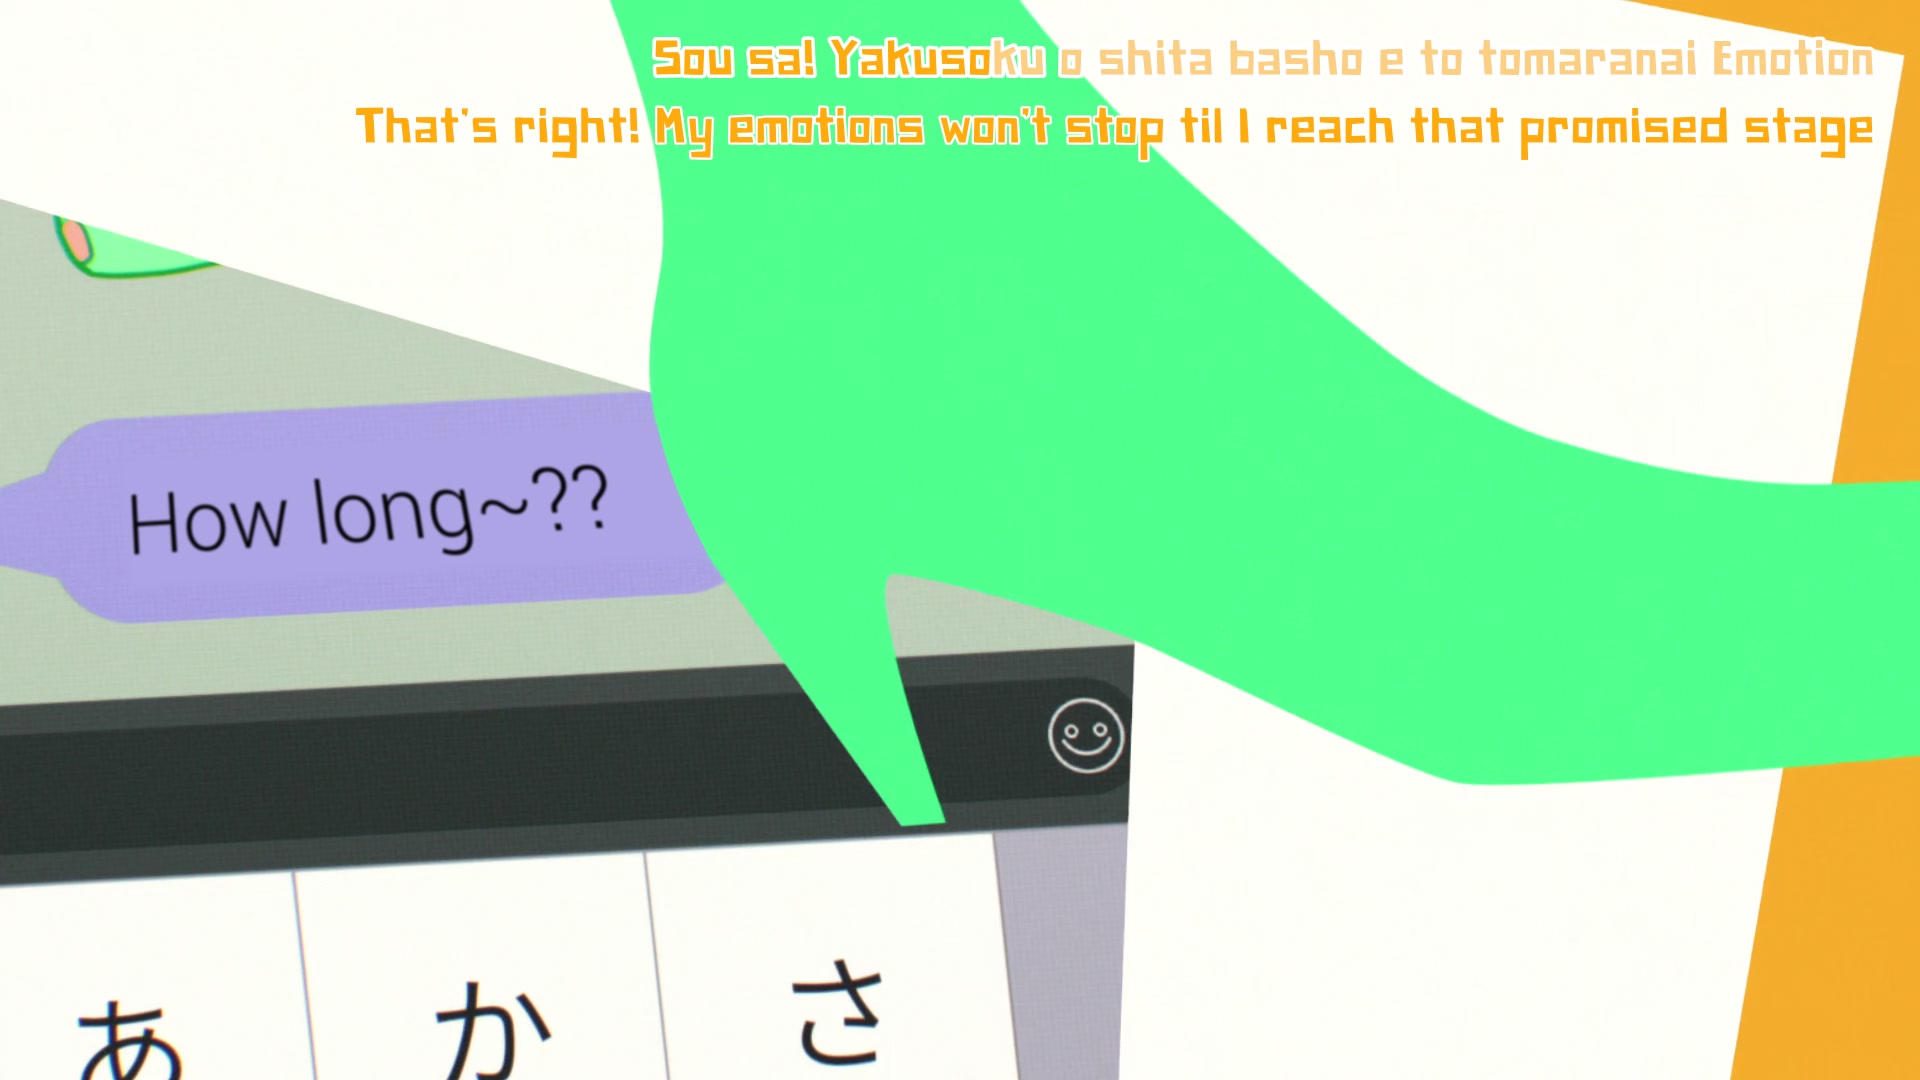 Sou sa! Yakusoku o shita basho e to tomaranai Emotion
That's right! My emotions won't stop til I reach that promised stage
How long~??
あ か さ